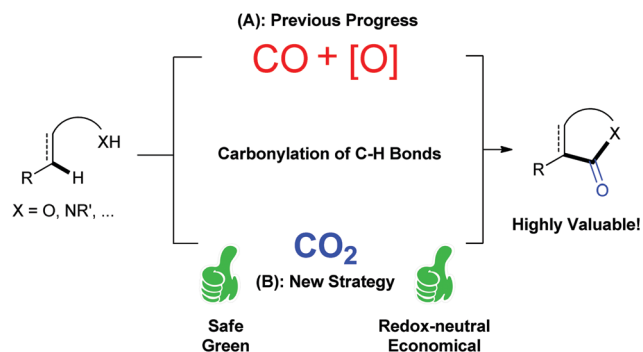 (A): Previous Progress
CO + [O]
XH
R
H
X = O, NR', ...
Carbonylation of C-H Bonds
X
R
O
Highly Valuable!
CO₂
(B): New Strategy
Safe
Green
Redox-neutral
Economical